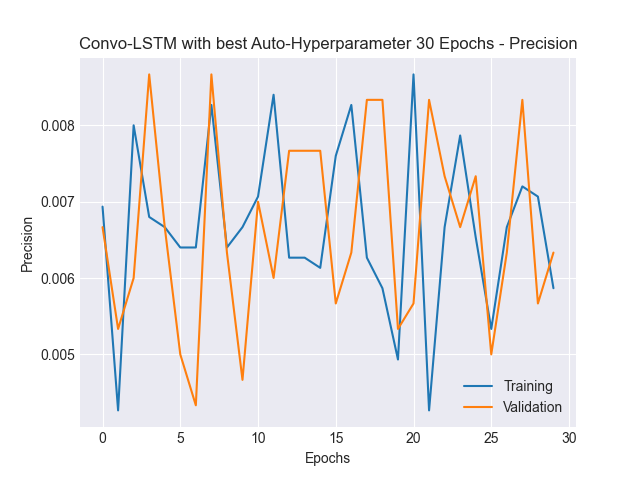 Convo-LSTM with best Auto-Hyperparameter 30 Epochs - Precision
0.008
0.007
0.006
0.005
Precision
Training
Validation
0 5 10 15 20 25 30
Epochs